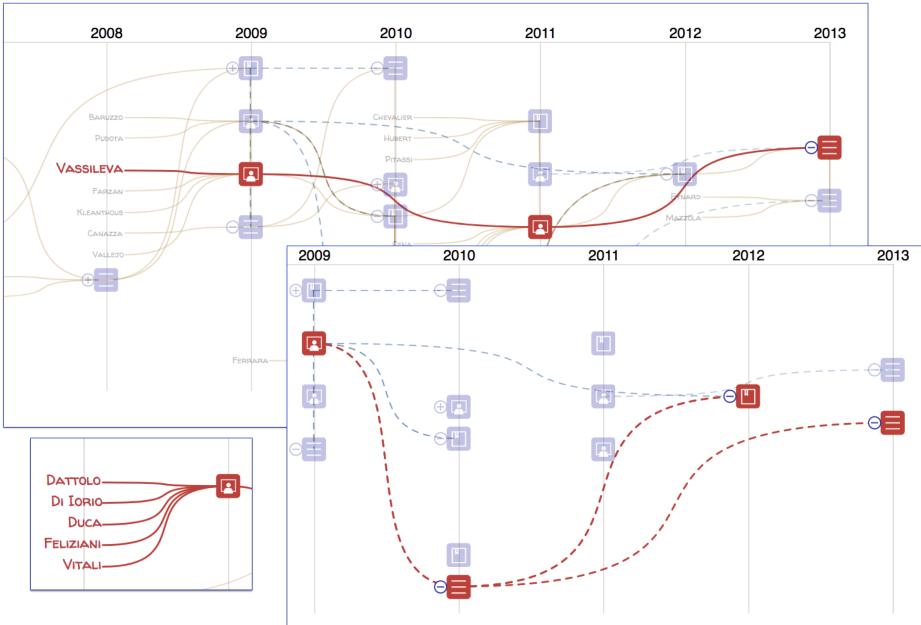 2008 2009 2010 2011 2012 2013
Baruzzo
Chevalier
Pudota
Hubert
Pitassi
Vassileva
Farzan
Kleanthous
Mazzola
Canazza
Vallejo
2009 2010 2011 2012 2013
Ferrara
Dattolo
Di Iorio
Duca
Feliziani
Vitali